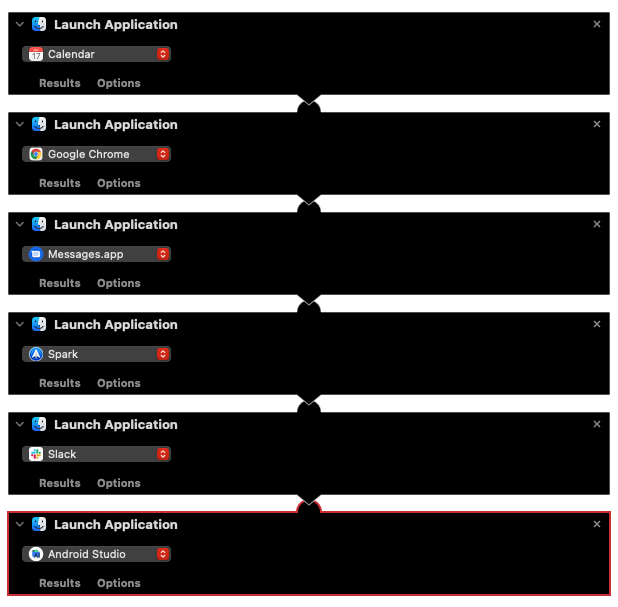 Launch Application
Calendar
Results Options
Launch Application
Google Chrome
Results Options
Launch Application
Messages.app
Results Options
Launch Application
Spark
Results Options
Launch Application
Slack
Results Options
Launch Application
Android Studio
Results Options